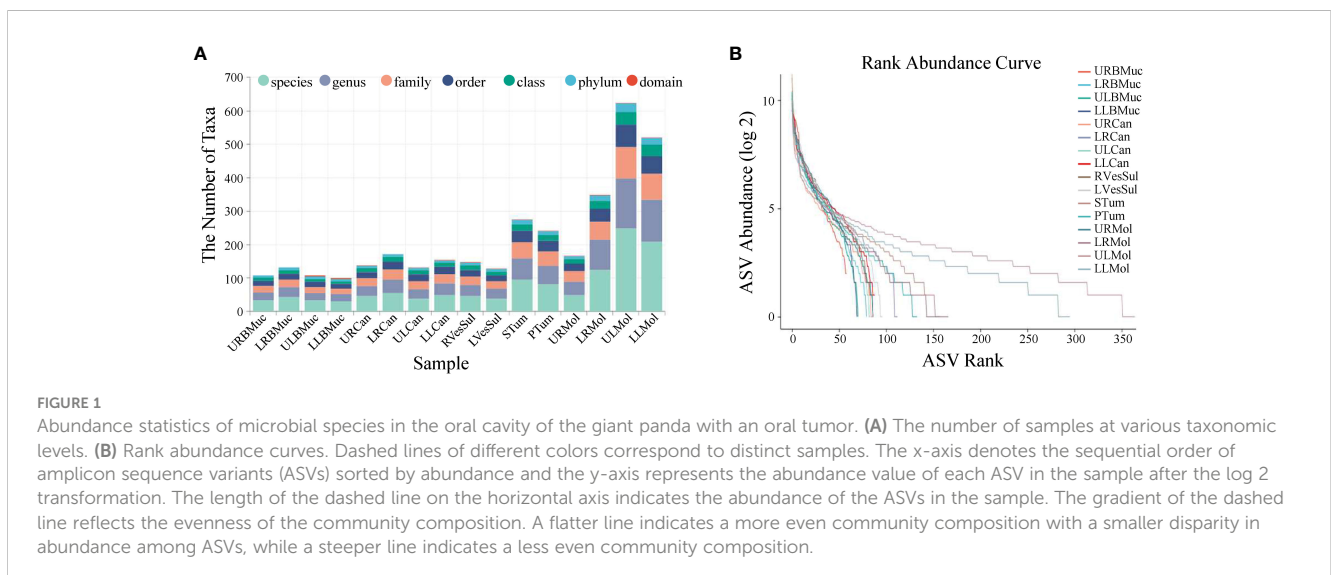 A
species genus family order class phylum domain
700
600
500
400
300
200
100
0
The Number of Taxa
URBMuc LRBMuc ULBMuc LLBMuc URCan LRCan ULCan LLCan RVesSul LVesSul STum PTum URMol LRMol ULMol LLMol
Sample
B
Rank Abundance Curve
10
5
0
ASV Abundance (log 2)
0 50 100 150 200 250 300 350
ASV Rank
URBMuc
LRBMuc
ULBMuc
LLBMuc
URCan
LRCan
ULCan
LLCan
RVesSul
LVesSul
STum
PTum
URMol
LRMol
ULMol
LLMol
FIGURE 1
Abundance statistics of microbial species in the oral cavity of the giant panda with an oral tumor. (A) The number of samples at various taxonomic
levels. (B) Rank abundance curves. Dashed lines of different colors correspond to distinct samples. The x-axis denotes the sequential order of
amplicon sequence variants (ASVs) sorted by abundance and the y-axis represents the abundance value of each ASV in the sample after the log 2
transformation. The length of the dashed line on the horizontal axis indicates the abundance of the ASVs in the sample. The gradient of the dashed
line reflects the evenness of the community composition. A flatter line indicates a more even community composition with a smaller disparity in
abundance among ASVs, while a steeper line indicates a less even community composition.